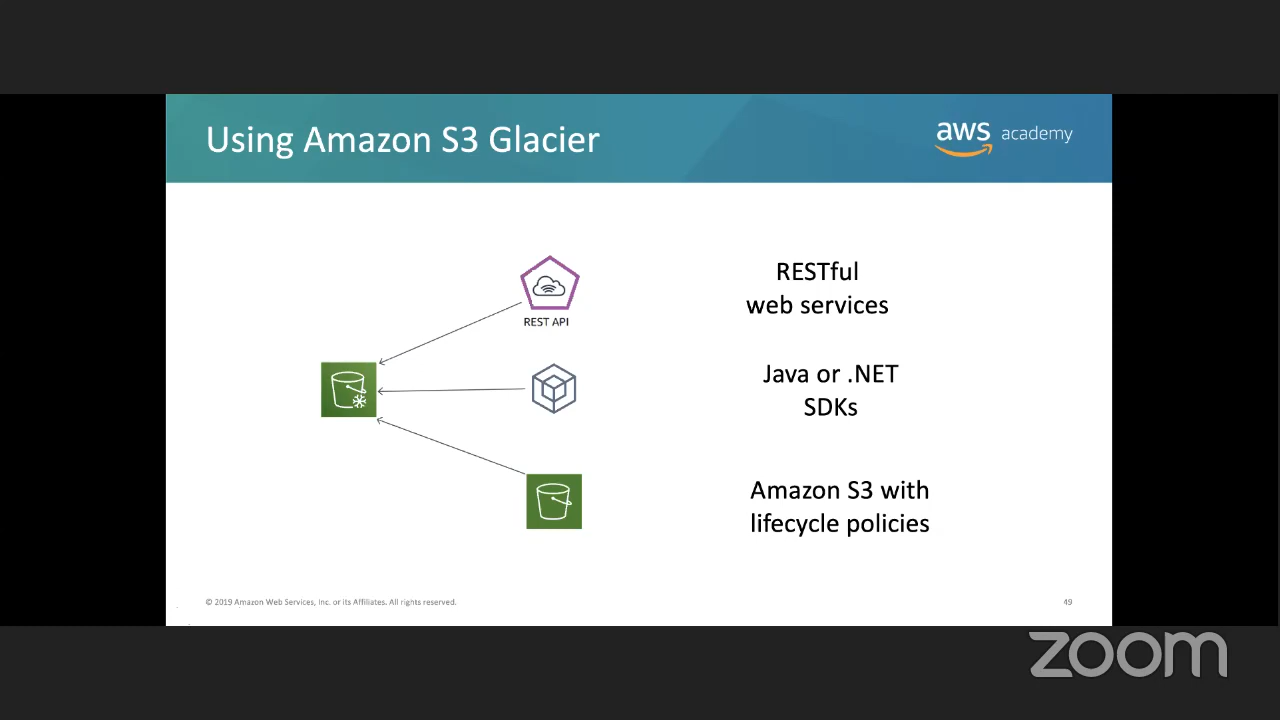 Using Amazon S3 Glacier
aws academy
RESTful
web services
REST API
Java or .NET
SDKs
Amazon S3 with
lifecycle policies
© 2019 Amazon Web Services, Inc. or its Affiliates. All rights reserved.
49
zoom